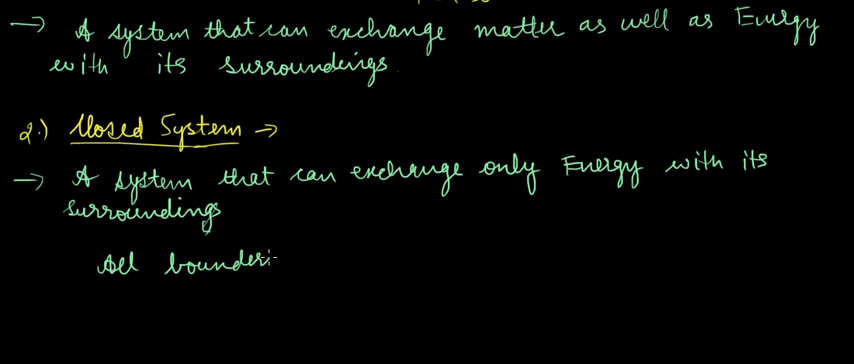 → A system that can exchange matter as well as Energy
with its surroundings.
2.) Closed System →
→ A system that can exchange only Energy with its
surroundings
All bounderi